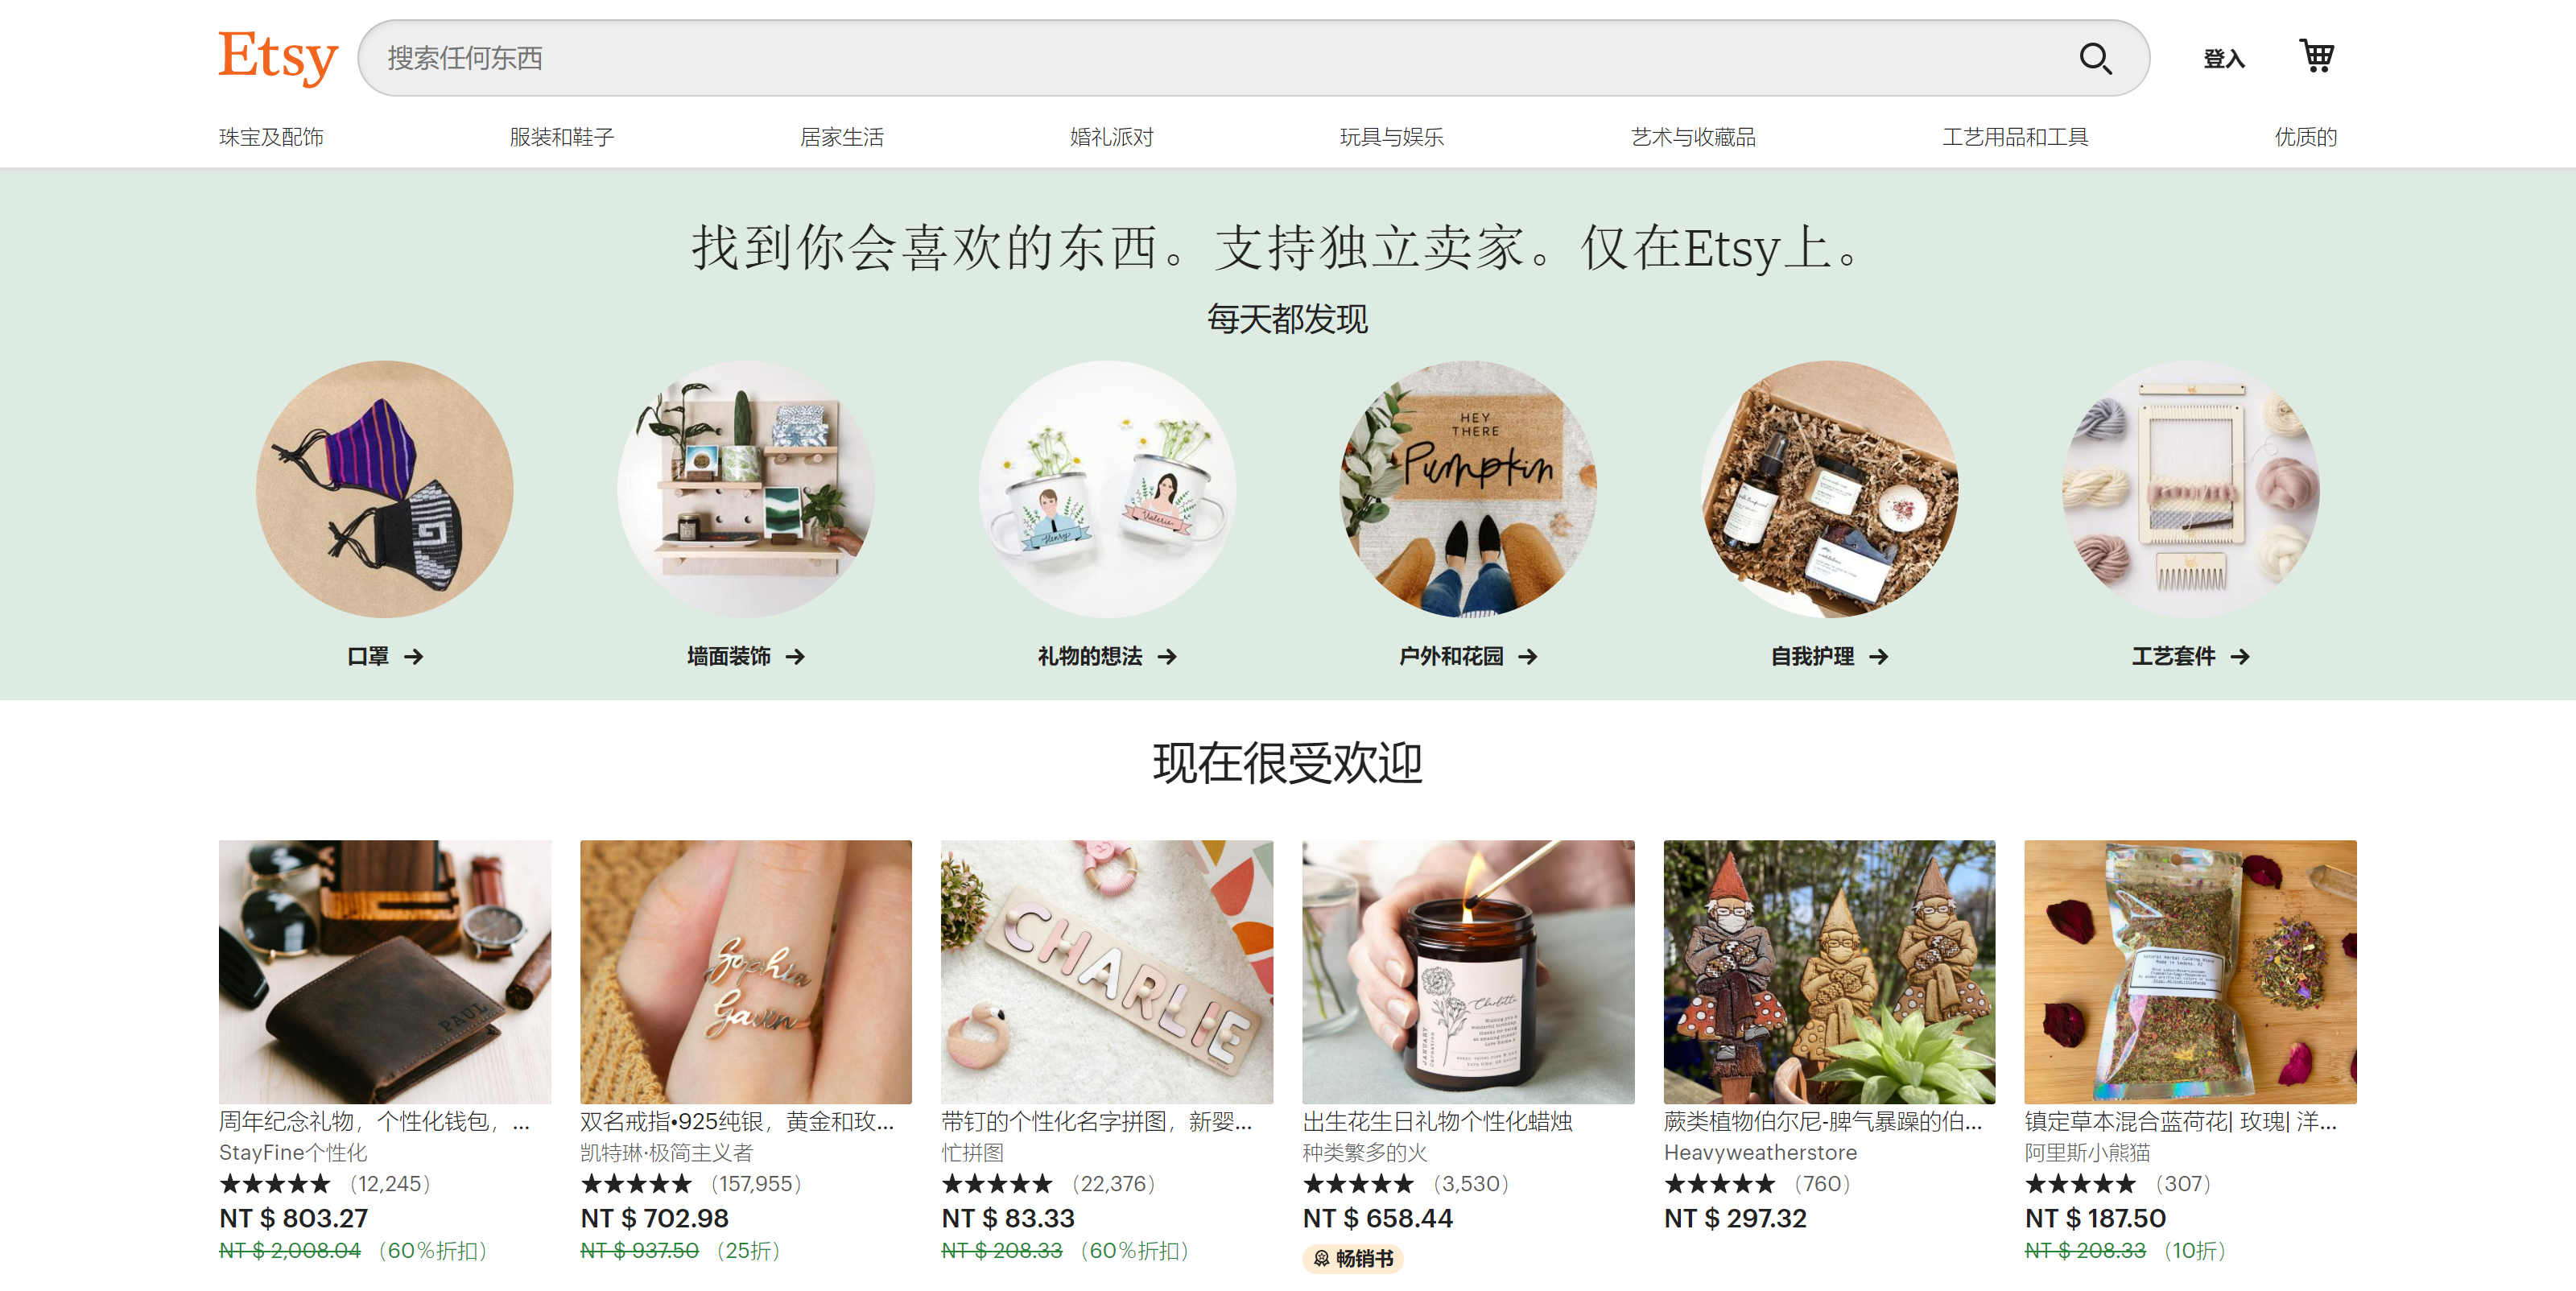 Etsy
搜索任何东西
登入
珠宝及配饰
服装和鞋子
居家生活
婚礼派对
玩具与娱乐
艺术与收藏品
工艺用品和工具
优质的
找到你会喜欢的东西。支持独立卖家。仅在Etsy上。
每天都发现
Henry
Valerie
HEY
THERE
Pumpkin
口罩 →
墙面装饰 →
礼物的想法 →
户外和花园 →
自我护理 →
工艺套件 →
现在很受欢迎
PAUL
Sophia
Gavin
CHARLIE
Charlotte
JANUARY
周年纪念礼物，个性化钱包，...
StayFine个性化
★★★★★ （12,245）
NT $ 803.27
NT $ 2,008.04 （60％折扣）
双名戒指•925纯银，黄金和玫...
凯特琳·极简主义者
★★★★★ （157,955）
NT $ 702.98
NT $ 937.50 （25折）
带钉的个性化名字拼图，新婴...
忙拼图
★★★★★ （22,376）
NT $ 83.33
NT $ 208.33 （60％折扣）
出生花生日礼物个性化蜡烛
种类繁多的火
★★★★★ （3,530）
NT $ 658.44
畅销书
蕨类植物伯尔尼-脾气暴躁的伯...
Heavyweatherstore
★★★★★ （760）
NT $ 297.32
镇定草本混合蓝荷花| 玫瑰| 洋...
阿里斯小熊猫
★★★★★ （307）
NT $ 187.50
NT $ 208.33 （10折）